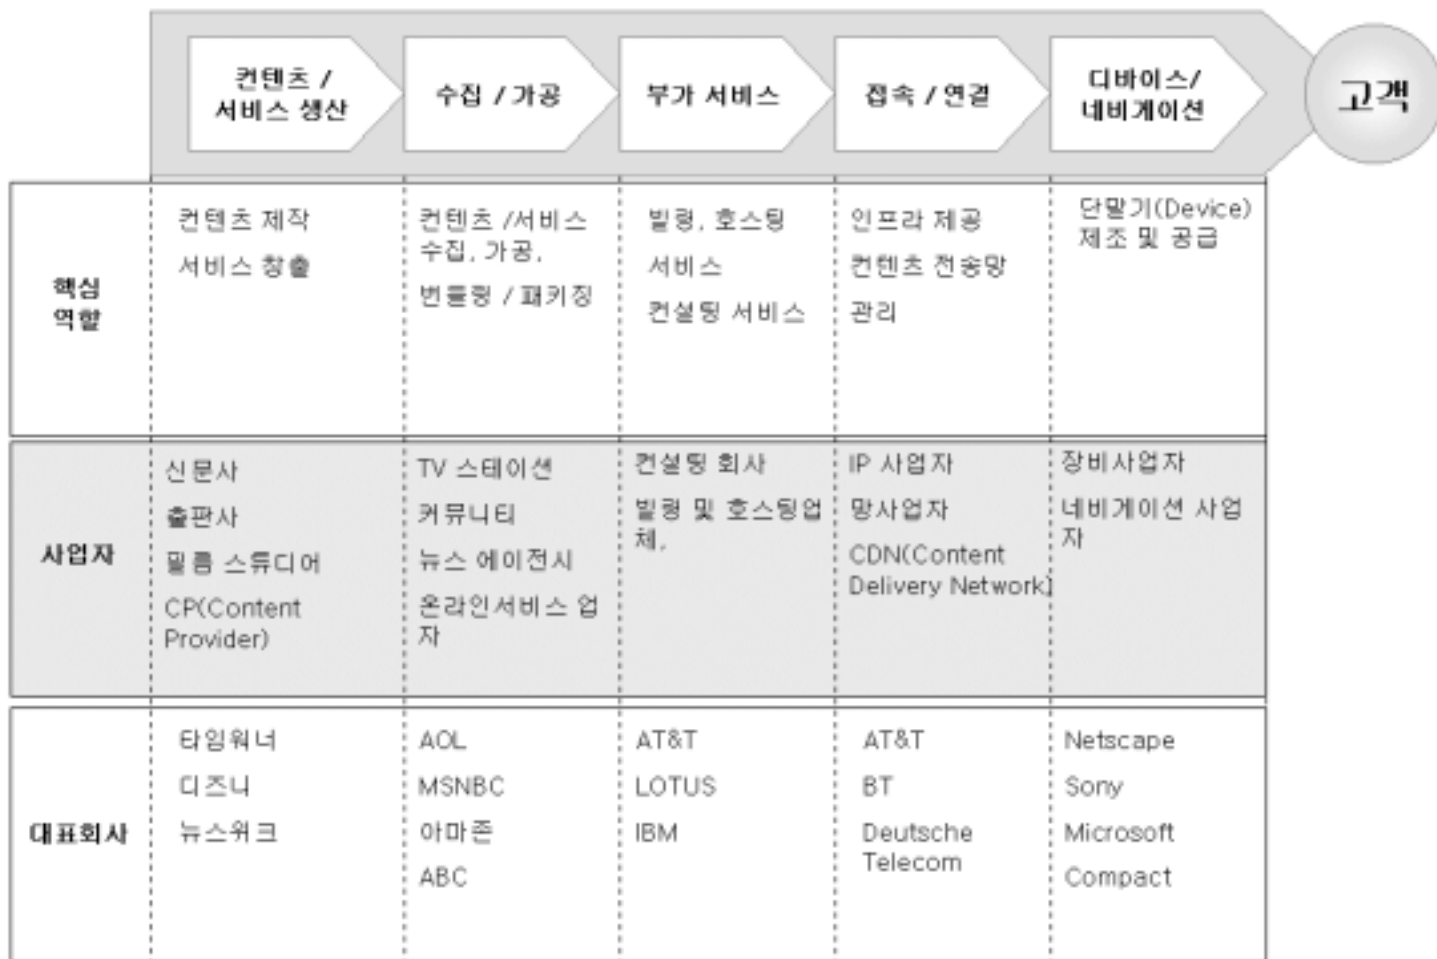 컨텐츠 /
서비스 생산
수집 / 가공
부가 서비스
접속 / 연결
디바이스/
네비게이션
고객
핵심
역할
컨텐츠 제작
서비스 창출
컨텐츠 /서비스
수집, 가공,
번들링 / 패키징
빌링, 호스팅
서비스
컨설팅 서비스
인프라 제공
컨텐츠 전송망
관리
단말기(Device)
제조 및 공급
사업자
신문사
출판사
필름 스튜디어
CP(Content
Provider)
TV 스테이션
커뮤니티
뉴스 에이전시
온라인서비스 업
자
컨설팅 회사
빌링 및 호스팅업
체,
IP 사업자
망사업자
CDN(Content
Delivery Network)
장비사업자
네비게이션 사업
자
대표회사
타임워너
디즈니
뉴스위크
AOL
MSNBC
아마존
ABC
AT&T
LOTUS
IBM
AT&T
BT
Deutsche
Telecom
Netscape
Sony
Microsoft
Compact